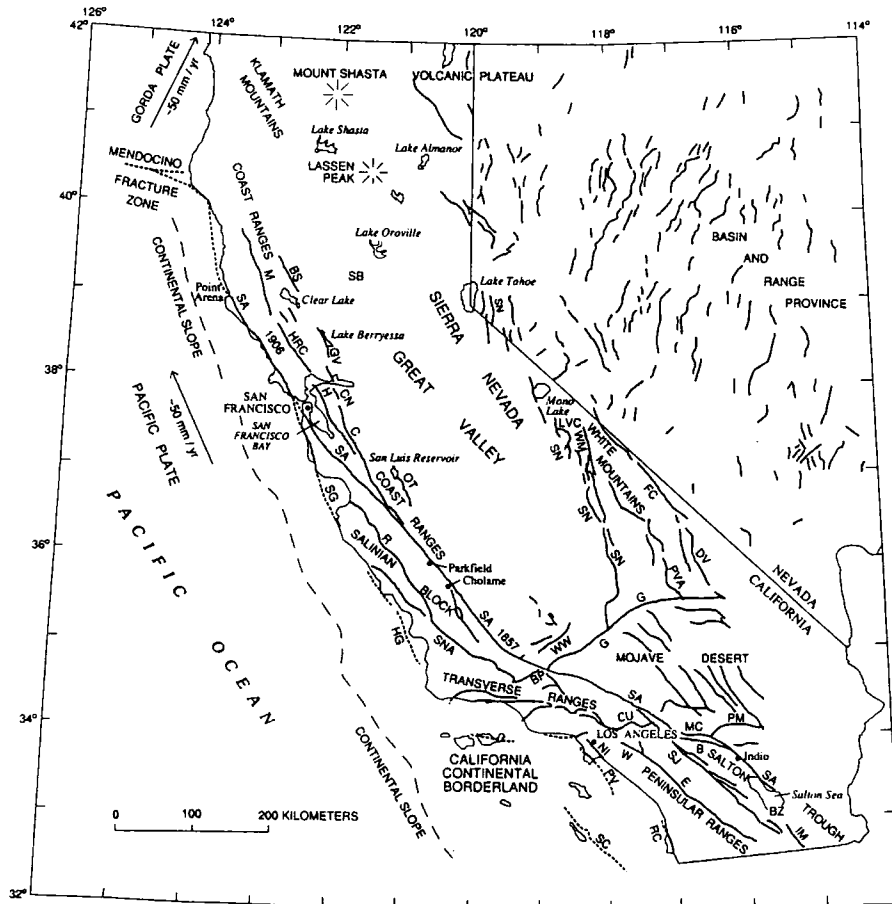 126° 124° 122° 120° 118° 116° 114°
42°
40°
38°
36°
34°
32°
GORDA PLATE
~50 mm / yr
KLAMATH
MOUNTAINS
MOUNT SHASTA
VOLCANIC PLATEAU
Lake Shasta
Lake Almanor
LASSEN
PEAK
MENDOCINO
FRACTURE
ZONE
COAST RANGES
M
BS
Lake Oroville
SB
BASIN
AND
RANGE
PROVINCE
CONTINENTAL SLOPE
Point
Arena
SA
1906
Clear Lake
HRC
Lake Berryessa
GV
CN
Lake Tahoe
SN
SIERRA
NEVADA
GREAT
VALLEY
Mono
Lake
LVC
WM
WHITE
MOUNTAINS
SN
SN
SN
FC
PVA
DV
PACIFIC PLATE
~50 mm / yr
SAN
FRANCISCO
SAN
FRANCISCO
BAY
H
C
SA
San Luis Reservoir
OT
COAST
RANGES
SG
R
SALINIAN
BLOCK
Parkfield
Cholame
HG
SNA
SA
1857
WW
BP
G
G
NEVADA
CALIFORNIA
PACIFIC
OCEAN
MOJAVE
DESERT
TRANSVERSE
RANGES
SA
CU
MC
PM
LOS ANGELES
NI
PV
W
SJ
E
B
SALTON
TROUGH
Indio
SA
Salton Sea
BZ
IM
PENINSULAR RANGES
CALIFORNIA
CONTINENTAL
BORDERLAND
SC
RC
CONTINENTAL SLOPE
0 100 200 KILOMETERS